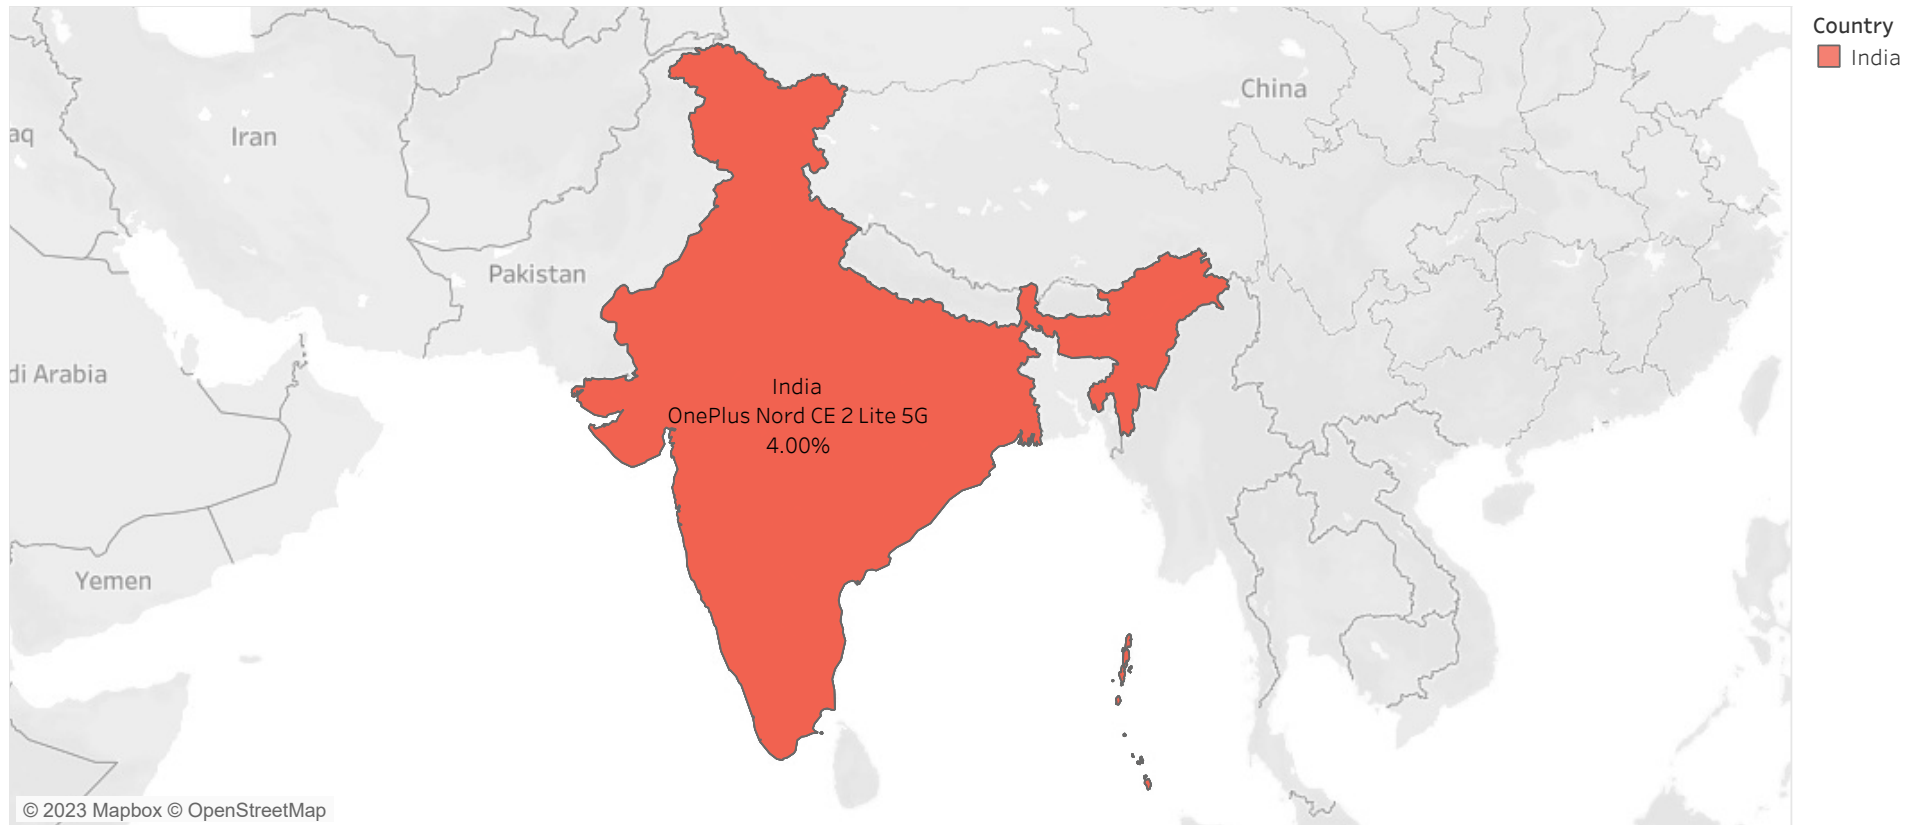 Country
India
China
Iran
aq
Pakistan
di Arabia
India
OnePlus Nord CE 2 Lite 5G
4.00%
Yemen
© 2023 Mapbox © OpenStreetMap